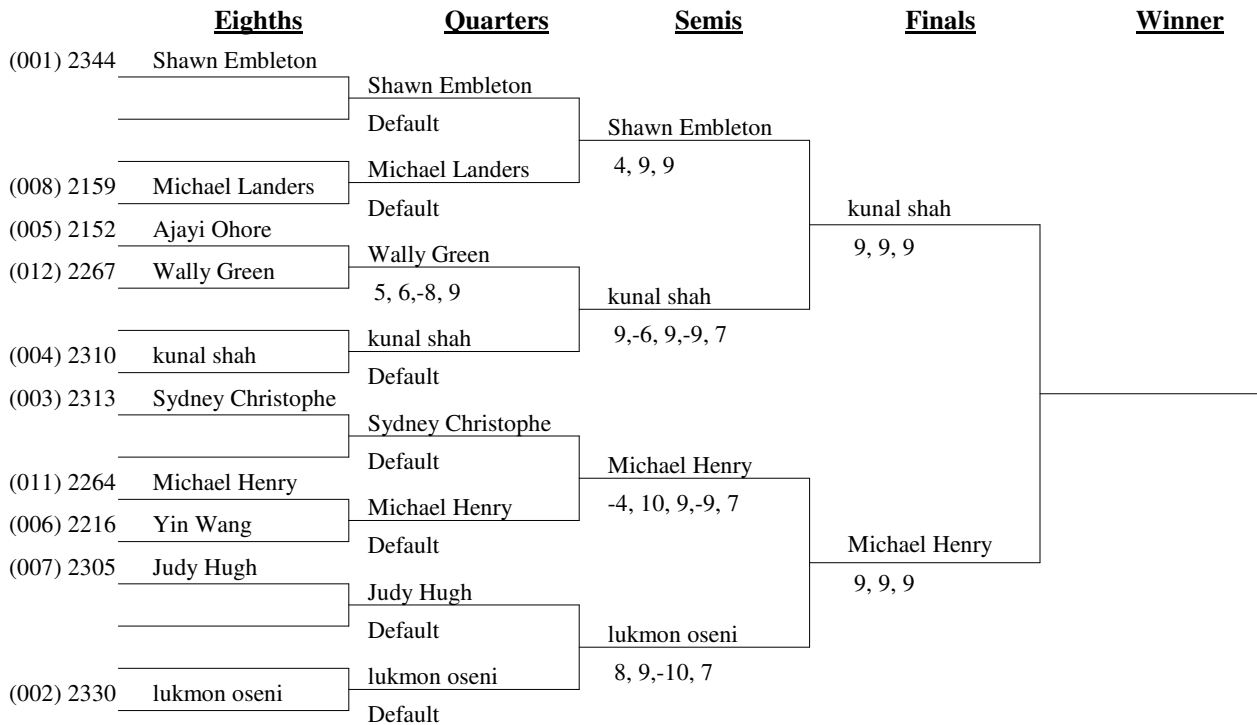 Eighths Quarters Semis Finals Winner
(001) 2344 Shawn Embleton
Shawn Embleton
Default
Shawn Embleton
4, 9, 9
Michael Landers
(008) 2159 Michael Landers
Default
kunal shah
9, 9, 9
(005) 2152 Ajayi Ohore
Wally Green
(012) 2267 Wally Green
5, 6,-8, 9
kunal shah
9,-6, 9,-9, 7
kunal shah
(004) 2310 kunal shah
Default
(003) 2313 Sydney Christophe
Sydney Christophe
Default
Michael Henry
-4, 10, 9,-9, 7
(011) 2264 Michael Henry
Michael Henry
(006) 2216 Yin Wang
Default
Michael Henry
9, 9, 9
(007) 2305 Judy Hugh
Judy Hugh
Default
lukmon oseni
8, 9,-10, 7
lukmon oseni
(002) 2330 lukmon oseni
Default